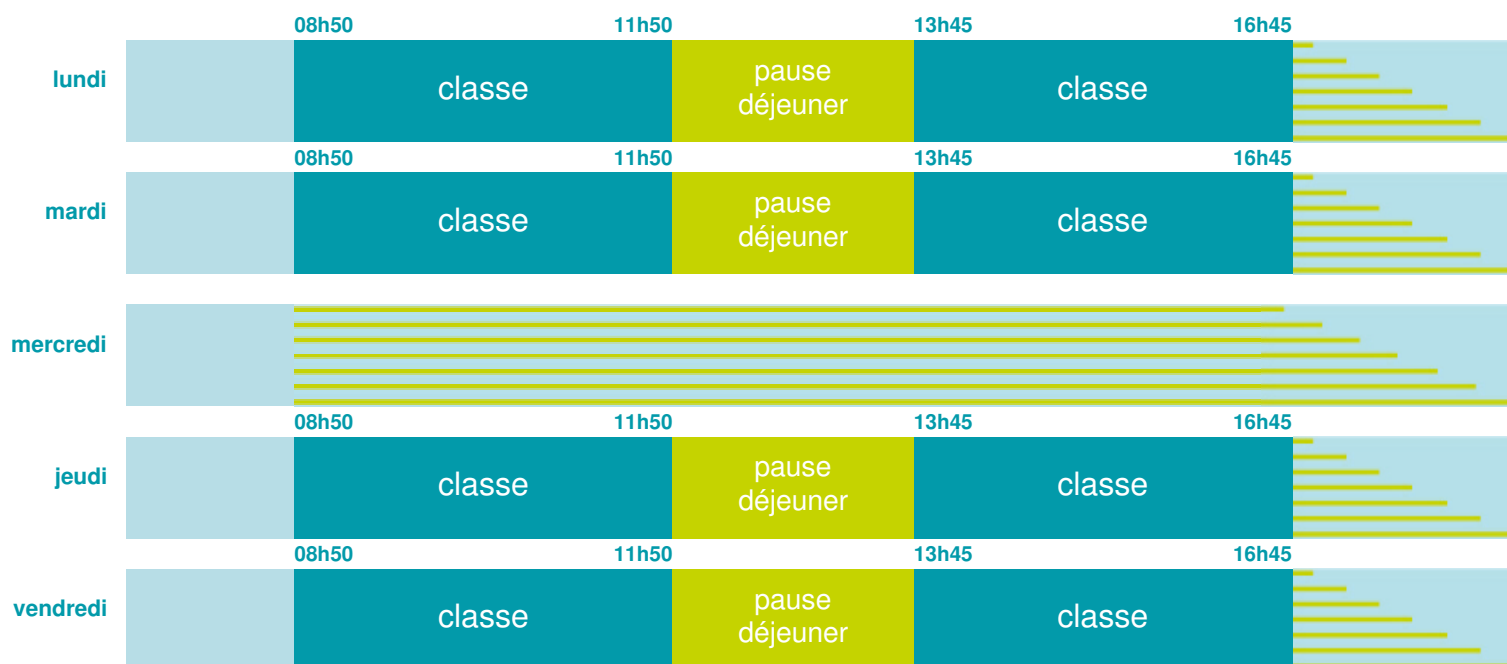 08h50 11h50 13h45 16h45
lundi
classe
pause
déjeuner
classe
08h50 11h50 13h45 16h45
mardi
classe
pause
déjeuner
classe
mercredi
08h50 11h50 13h45 16h45
jeudi
classe
pause
déjeuner
classe
08h50 11h50 13h45 16h45
vendredi
classe
pause
déjeuner
classe